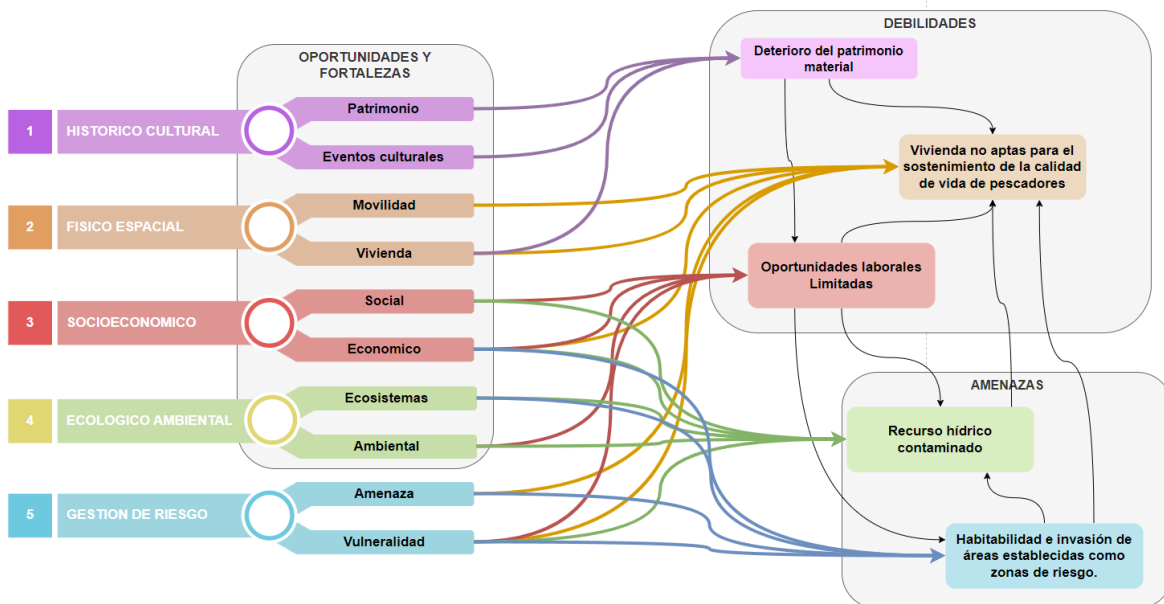 OPORTUNIDADES Y
FORTALEZAS
1
HISTORICO CULTURAL
Patrimonio
Eventos culturales
2
FISICO ESPACIAL
Movilidad
Vivienda
3
SOCIOECONOMICO
Social
Economico
4
ECOLOGICO AMBIENTAL
Ecosistemas
Ambiental
5
GESTION DE RIESGO
Amenaza
Vulneralidad
DEBILIDADES
Deterioro del patrimonio
material
Vivienda no aptas para el
sostenimiento de la calidad
de vida de pescadores
Oportunidades laborales
Limitadas
AMENAZAS
Recurso hídrico
contaminado
Habitabilidad e invasión de
áreas establecidas como
zonas de riesgo.